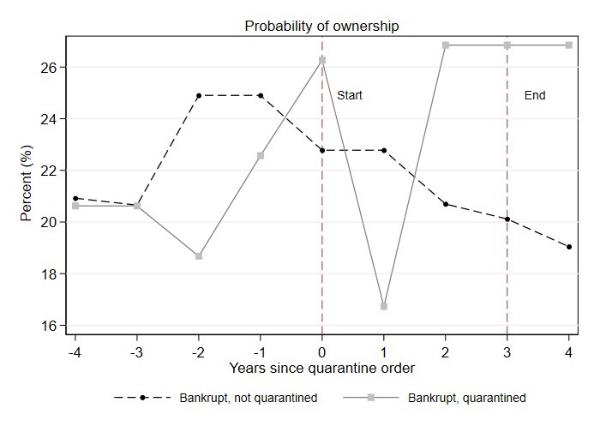 Probability of ownership
Percent (%)
26
24
22
20
18
16
Start
End
-4 -3 -2 -1 0 1 2 3 4
Years since quarantine order
Bankrupt, not quarantined Bankrupt, quarantined